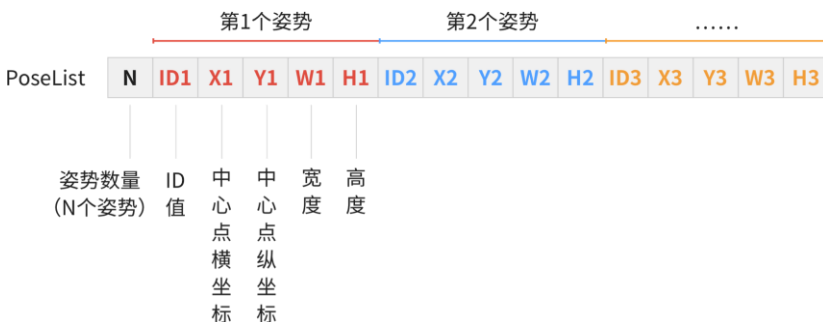 第1个姿势 第2个姿势 ……
PoseList N ID1 X1 Y1 W1 H1 ID2 X2 Y2 W2 H2 ID3 X3 Y3 W3 H3
姿势数量
（N个姿势）
ID
值
中心点横坐标
中心点纵坐标
宽度
高度